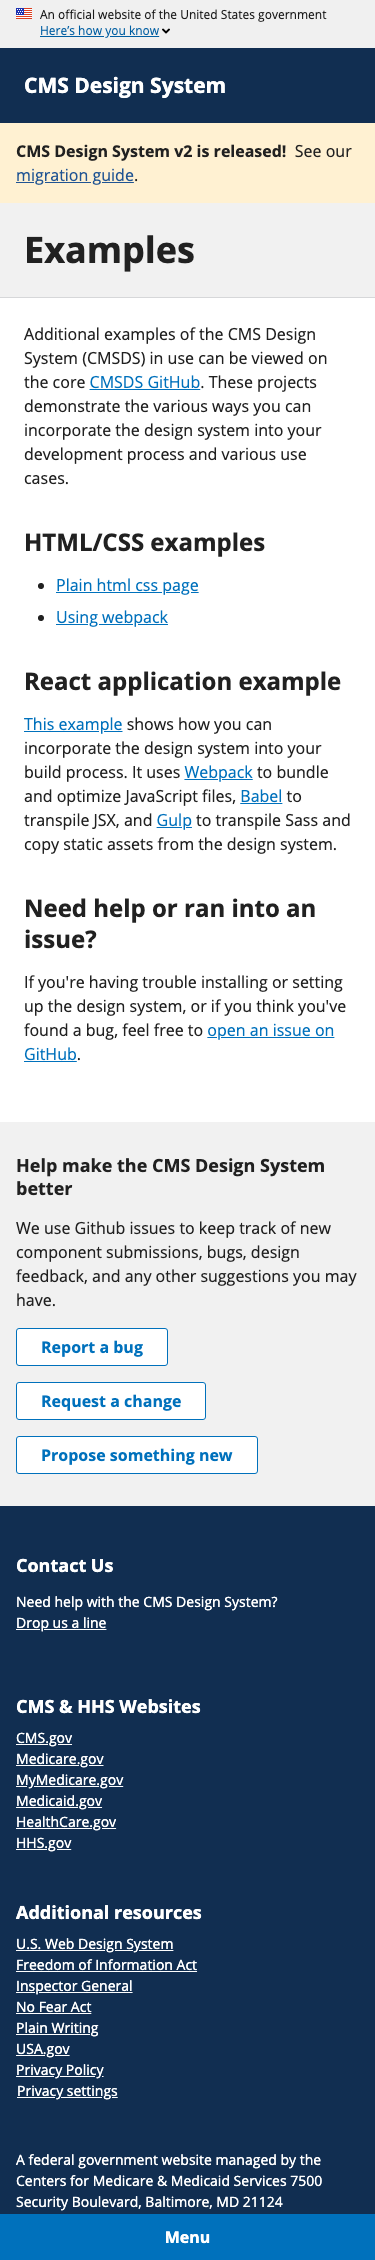 An official website of the United States government
Here's how you know
CMS Design System
CMS Design System v2 is released!  See our
migration guide.
Examples
Additional examples of the CMS Design
System (CMSDS) in use can be viewed on
the core CMSDS GitHub. These projects
demonstrate the various ways you can
incorporate the design system into your
development process and various use
cases.
HTML/CSS examples
• Plain html css page
• Using webpack
React application example
This example shows how you can
incorporate the design system into your
build process. It uses Webpack to bundle
and optimize JavaScript files, Babel to
transpile JSX, and Gulp to transpile Sass and
copy static assets from the design system.
Need help or ran into an
issue?
If you're having trouble installing or setting
up the design system, or if you think you've
found a bug, feel free to open an issue on
GitHub.
Help make the CMS Design System
better
We use Github issues to keep track of new
component submissions, bugs, design
feedback, and any other suggestions you may
have.
Report a bug
Request a change
Propose something new
Contact Us
Need help with the CMS Design System?
Drop us a line
CMS & HHS Websites
CMS.gov
Medicare.gov
MyMedicare.gov
Medicaid.gov
HealthCare.gov
HHS.gov
Additional resources
U.S. Web Design System
Freedom of Information Act
Inspector General
No Fear Act
Plain Writing
USA.gov
Privacy Policy
Privacy settings
A federal government website managed by the
Centers for Medicare & Medicaid Services 7500
Security Boulevard, Baltimore, MD 21124
Menu